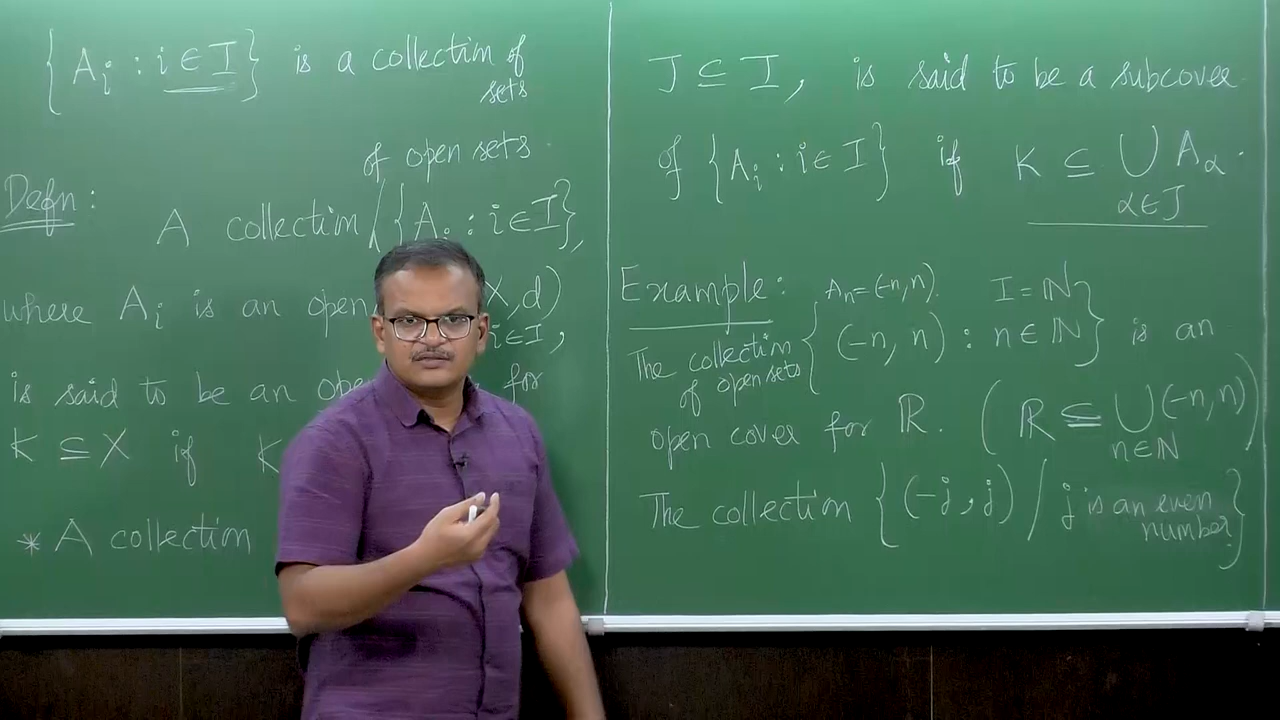 {A_i : i ∈ I} is a collection of
sets
of open sets.
Defn: A collection / {A_i : i ∈ I},
where A_i is an open X, d)
i ∈ I,
is said to be an for
K ⊆ X if K
* A collection
J ⊆ I, is said to be a subcover
of {A_i : i ∈ I} if K ⊆ ∪ A_α.
α ∈ J
Example: A_n = (-n, n). I = ℕ
The collection of open sets {(-n, n) : n ∈ ℕ} is an
open cover for ℝ. (ℝ ⊆ ∪ (-n, n))
n ∈ ℕ
The collection {(-j, j) / j is an even
number}